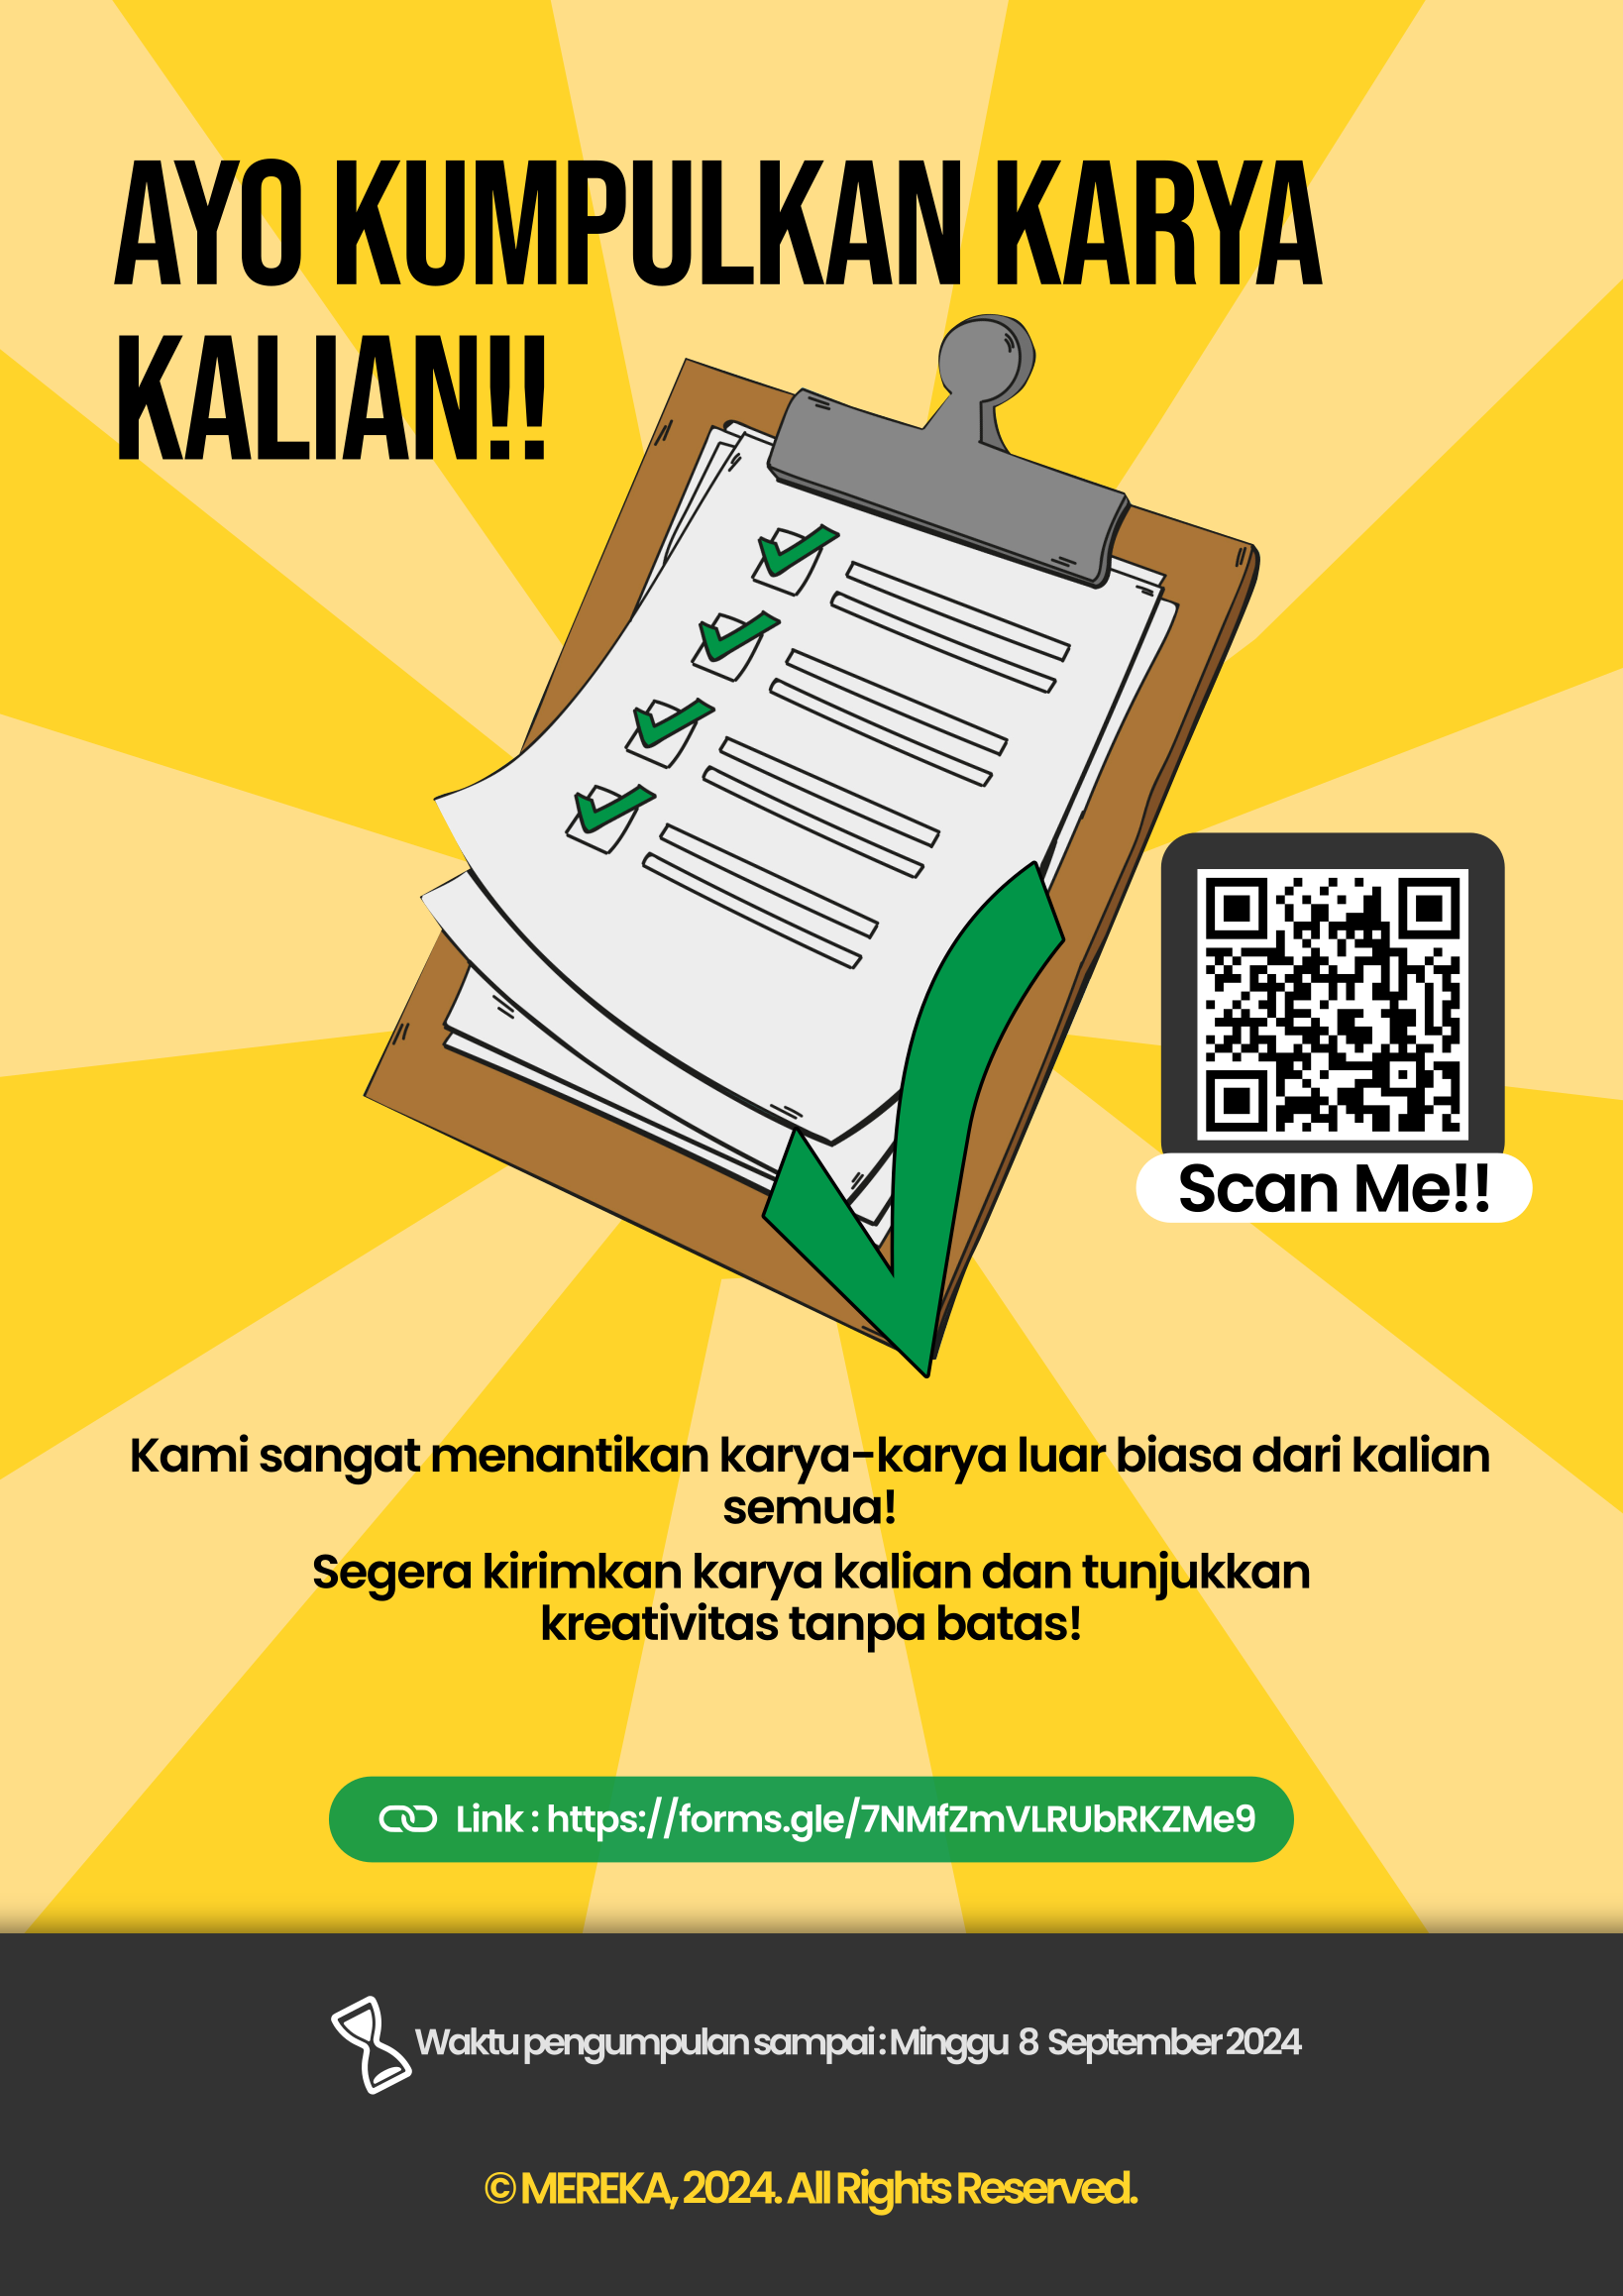 AYO KUMPULKAN KARYA
KALIAN!!
Scan Me!!
Kami sangat menantikan karya-karya luar biasa dari kalian
semua!
Segera kirimkan karya kalian dan tunjukkan
kreativitas tanpa batas!
Link : https://forms.gle/7NMfZmVLRUbRKZMe9
Waktu pengumpulan sampai : Minggu 8 September 2024
© MEREKA, 2024. All Rights Reserved.